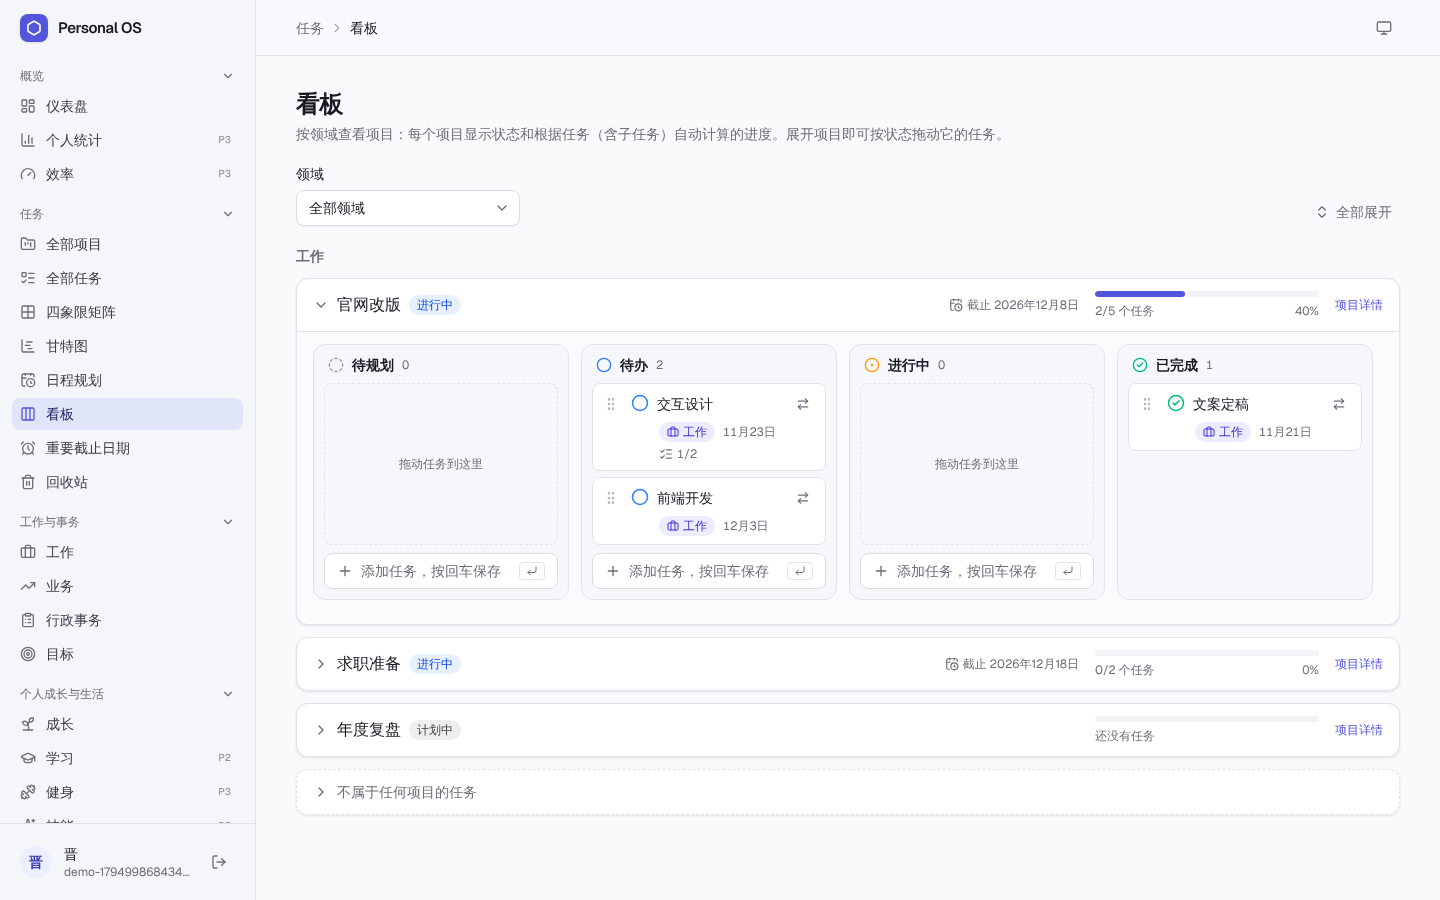 Personal OS
概览
仪表盘
个人统计 P3
效率 P3
任务
全部项目
全部任务
四象限矩阵
甘特图
日程规划
看板
重要截止日期
回收站
工作与事务
工作
业务
行政事务
目标
个人成长与生活
成长
学习 P2
健身 P3
晋
晋
demo-179499868434...
任务 > 看板
看板
按领域查看项目：每个项目显示状态和根据任务（含子任务）自动计算的进度。展开项目即可按状态拖动它的任务。
领域
全部领域
全部展开
工作
官网改版 进行中 截止 2026年12月8日 2/5 个任务 40% 项目详情
待规划 0
拖动任务到这里
添加任务，按回车保存
待办 2
交互设计
工作 11月23日
1/2
前端开发
工作 12月3日
添加任务，按回车保存
进行中 0
拖动任务到这里
添加任务，按回车保存
已完成 1
文案定稿
工作 11月21日
求职准备 进行中 截止 2026年12月18日 0/2 个任务 0% 项目详情
年度复盘 计划中 还没有任务 项目详情
不属于任何项目的任务